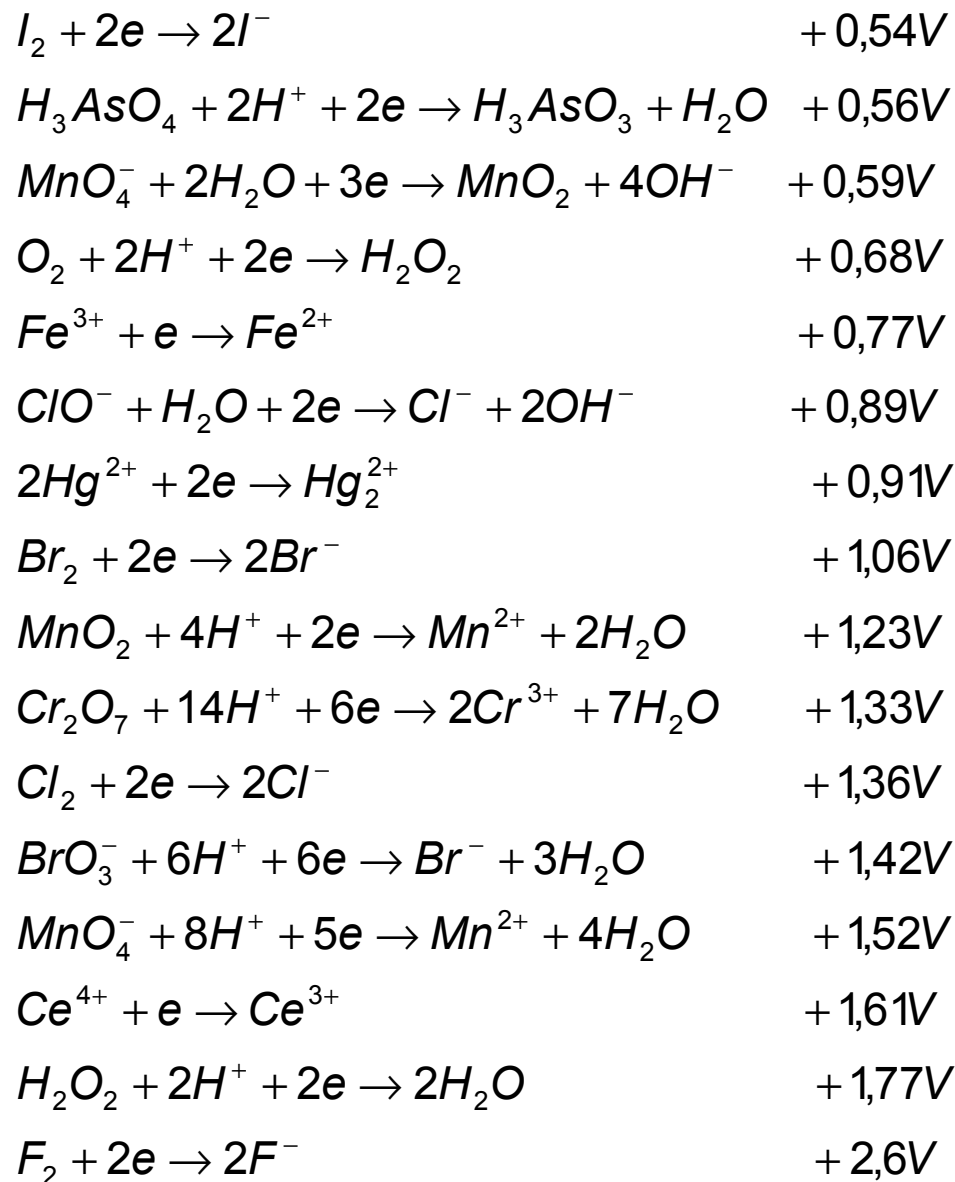 I₂ + 2e → 2I⁻ +0,54V
H₃AsO₄ + 2H⁺ + 2e → H₃AsO₃ + H₂O +0,56V
MnO₄⁻ + 2H₂O + 3e → MnO₂ + 4OH⁻ +0,59V
O₂ + 2H⁺ + 2e → H₂O₂ +0,68V
Fe³⁺ + e → Fe²⁺ +0,77V
ClO⁻ + H₂O + 2e → Cl⁻ + 2OH⁻ +0,89V
2Hg²⁺ + 2e → Hg₂²⁺ +0,91V
Br₂ + 2e → 2Br⁻ +1,06V
MnO₂ + 4H⁺ + 2e → Mn²⁺ + 2H₂O +1,23V
Cr₂O₇ + 14H⁺ + 6e → 2Cr³⁺ + 7H₂O +1,33V
Cl₂ + 2e → 2Cl⁻ +1,36V
BrO₃⁻ + 6H⁺ + 6e → Br⁻ + 3H₂O +1,42V
MnO₄⁻ + 8H⁺ + 5e → Mn²⁺ + 4H₂O +1,52V
Ce⁴⁺ + e → Ce³⁺ +1,61V
H₂O₂ + 2H⁺ + 2e → 2H₂O +1,77V
F₂ + 2e → 2F⁻ +2,6V